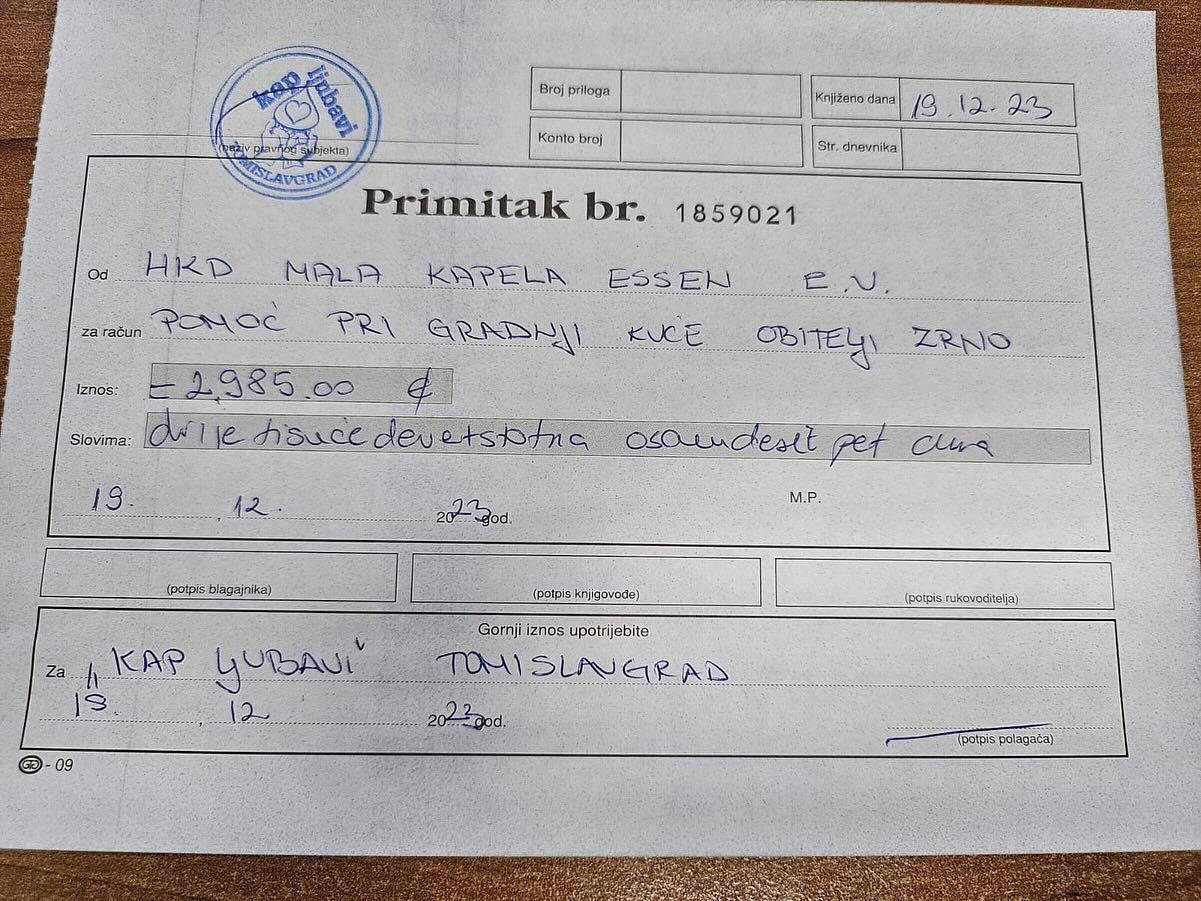 kap ljubavi
TOMISLAVGRAD
(naziv pravnog subjekta)
Broj priloga
Knjiženo dana 19.12.23
Konto broj
Str. dnevnika
Primitak br. 1859021
Od HKD MALA KAPELA ESSEN E.V.
za račun POMOĆ PRI GRADNJI KUĆE OBITELJI ZRNO
Iznos: = 2,985.00 €
Slovima: dvije tisuće devetstotna osamdeset pet eura
M.P.
19. , 12. 2023 god.
(potpis blagajnika) (potpis knjigovođe) (potpis rukovoditelja)
Gornji iznos upotrijebite
Za "KAP LJUBAVI" TOMISLAVGRAD
19. , 12 2023 god.
(potpis polagača)
- 09